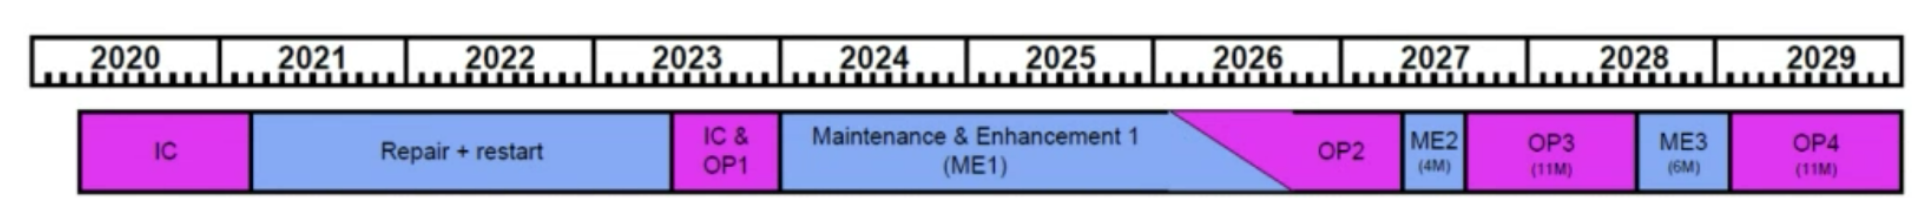 2020 2021 2022 2023 2024 2025 2026 2027 2028 2029
IC
Repair + restart
IC &
OP1
Maintenance & Enhancement 1
(ME1)
OP2
ME2
(4M)
OP3
(11M)
ME3
(6M)
OP4
(11M)